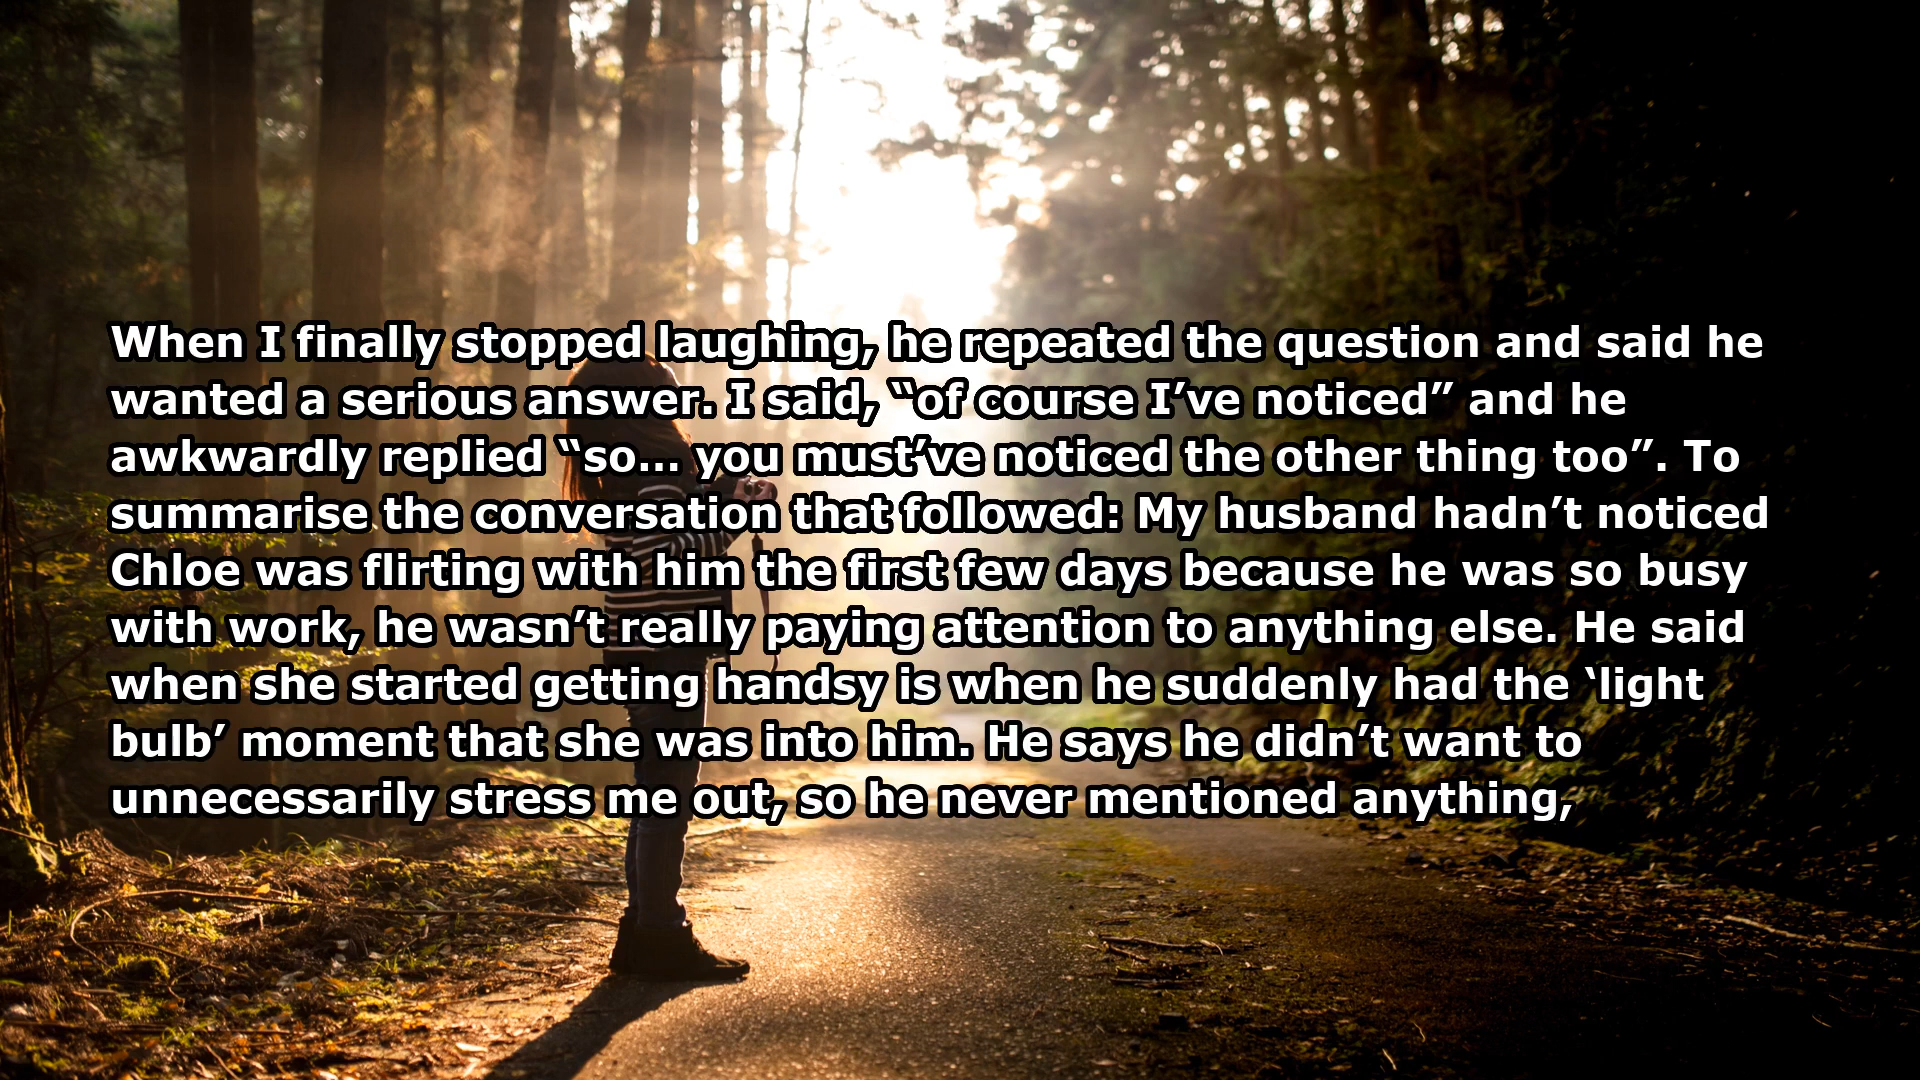 When I finally stopped laughing, he repeated the question and said he
wanted a serious answer. I said, “of course I’ve noticed” and he
awkwardly replied “so... you must’ve noticed the other thing too”. To
summarise the conversation that followed: My husband hadn’t noticed
Chloe was flirting with him the first few days because he was so busy
with work, he wasn’t really paying attention to anything else. He said
when she started getting handsy is when he suddenly had the ‘light
bulb’ moment that she was into him. He says he didn’t want to
unnecessarily stress me out, so he never mentioned anything,